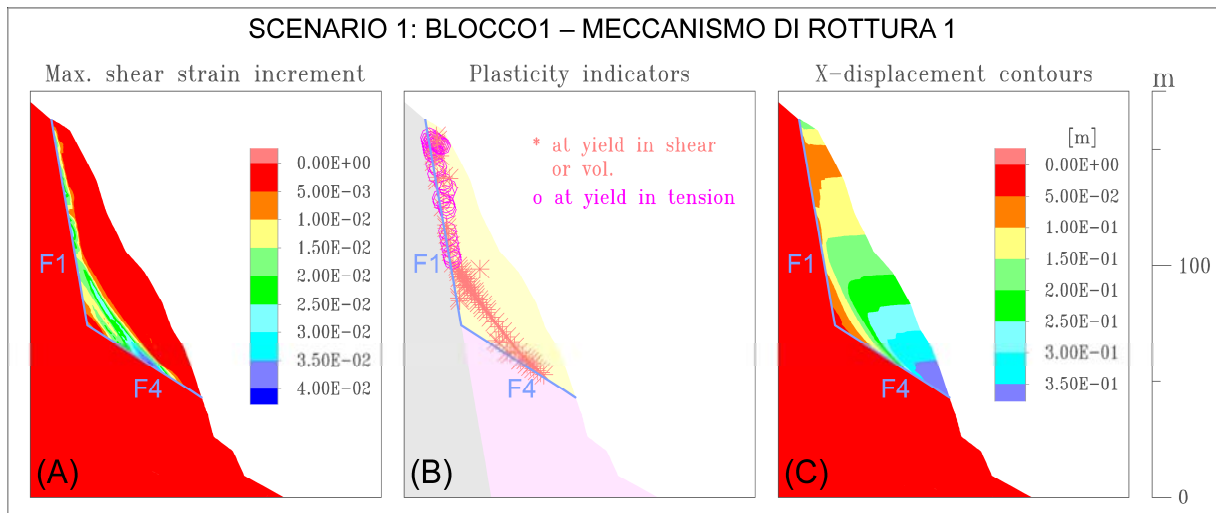 SCENARIO 1: BLOCCO1 – MECCANISMO DI ROTTURA 1
Max. shear strain increment
0.00E+00
5.00E-03
1.00E-02
1.50E-02
2.00E-02
2.50E-02
3.00E-02
3.50E-02
4.00E-02
F1
F4
(A)
Plasticity indicators
* at yield in shear
or vol.
o at yield in tension
F1
F4
(B)
X-displacement contours
[m]
0.00E+00
5.00E-02
1.00E-01
1.50E-01
2.00E-01
2.50E-01
3.00E-01
3.50E-01
F1
F4
(C)
m
100
0